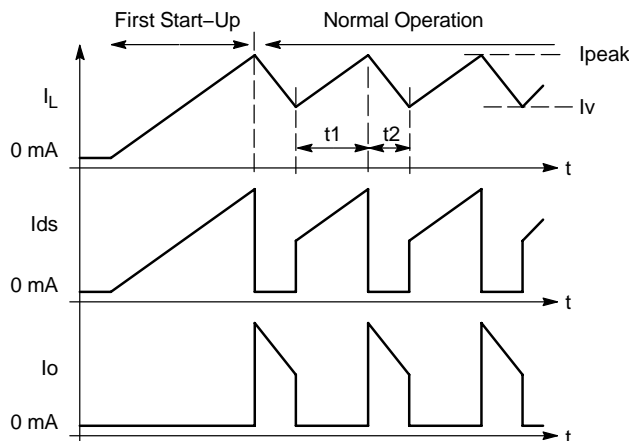 First Start–Up
Normal Operation
Ipeak
IL
Iv
t1
t2
0 mA
t
Ids
0 mA
t
Io
0 mA
t